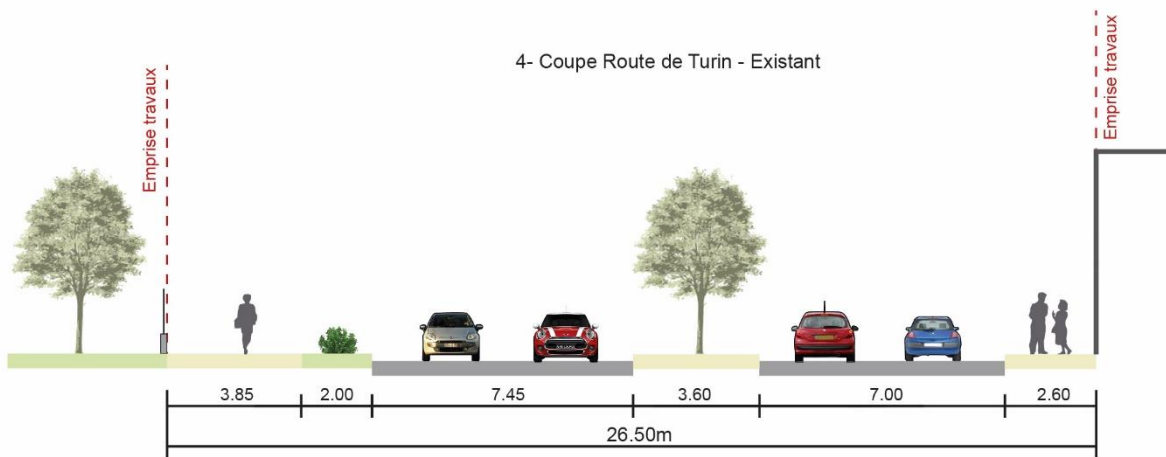 4- Coupe Route de Turin - Existant
Emprise travaux
Emprise travaux
3.85
2.00
7.45
3.60
7.00
2.60
26.50m